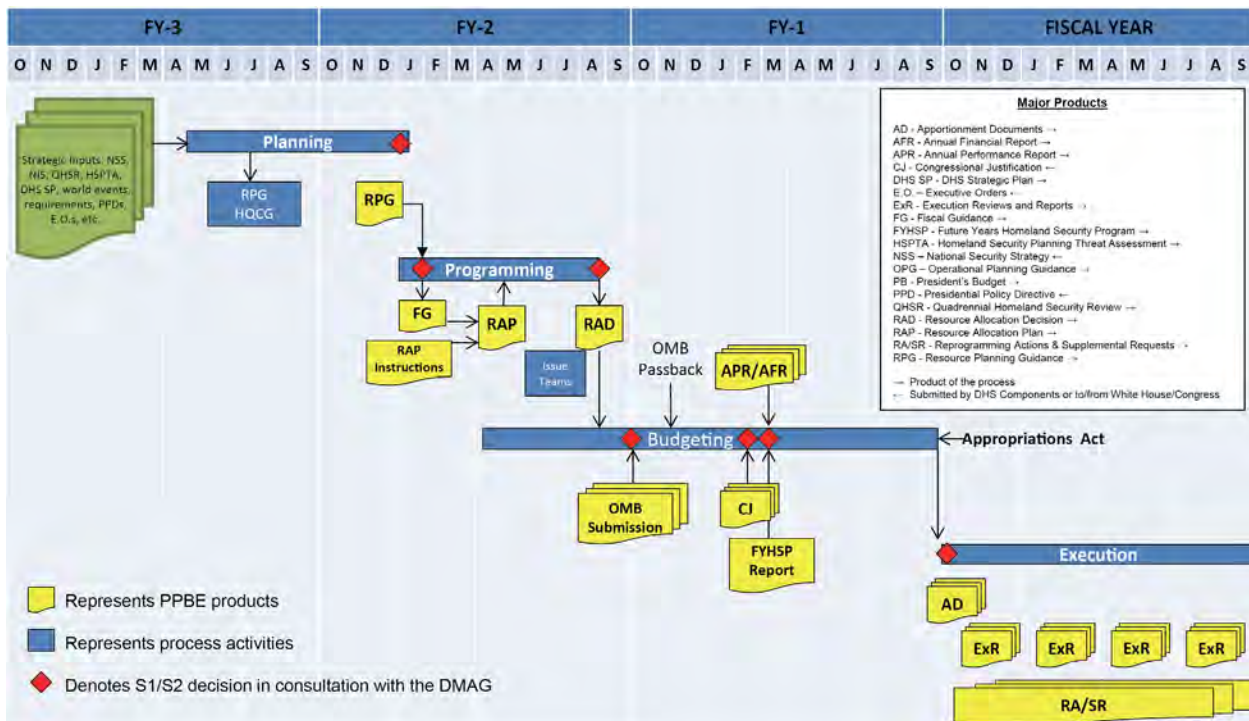 FY-3 FY-2 FY-1 FISCAL YEAR
O N D J F M A M J J A S O N D J F M A M J J A S O N D J F M A M J J A S O N D J F M A M J J A S
Strategic Inputs: NSS,
NIS, QHSR, HSPTA,
DHS SP, world events,
requirements, PPDs,
E.O.s, etc.
Planning
RPG
HQCG
RPG
Programming
FG
RAP
RAD
RAP
Instructions
Issue
Teams
OMB
Passback
APR/AFR
Budgeting
Appropriations Act
OMB
Submission
CJ
FYHSP
Report
Execution
AD
ExR ExR ExR ExR
RA/SR
Major Products
AD - Apportionment Documents →
AFR - Annual Financial Report →
APR - Annual Performance Report →
CJ - Congressional Justification ←
DHS SP - DHS Strategic Plan →
E.O. – Executive Orders ←
ExR - Execution Reviews and Reports →
FG - Fiscal Guidance →
FYHSP - Future Years Homeland Security Program →
HSPTA - Homeland Security Planning Threat Assessment →
NSS – National Security Strategy ←
OPG – Operational Planning Guidance →
PB - President's Budget →
PPD - Presidential Policy Directive ←
QHSR - Quadrennial Homeland Security Review →
RAD - Resource Allocation Decision →
RAP - Resource Allocation Plan →
RA/SR - Reprogramming Actions & Supplemental Requests →
RPG - Resource Planning Guidance →
→ Product of the process
← Submitted by DHS Components or to/from White House/Congress
Represents PPBE products
Represents process activities
Denotes S1/S2 decision in consultation with the DMAG